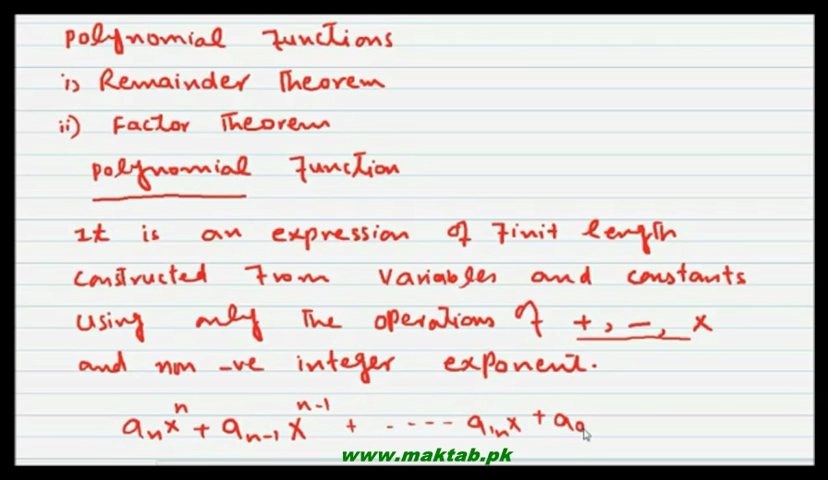 Polynomial Functions
i) Remainder Theorem
ii) Factor Theorem
Polynomial Function
It is an expression of finit length
constructed from variables and constants
using only the operations of +, −, ×
and non -ve integer exponent.
aₙxⁿ + aₙ₋₁xⁿ⁻¹ + ----- a₁ₙx + a₀
www.maktab.pk